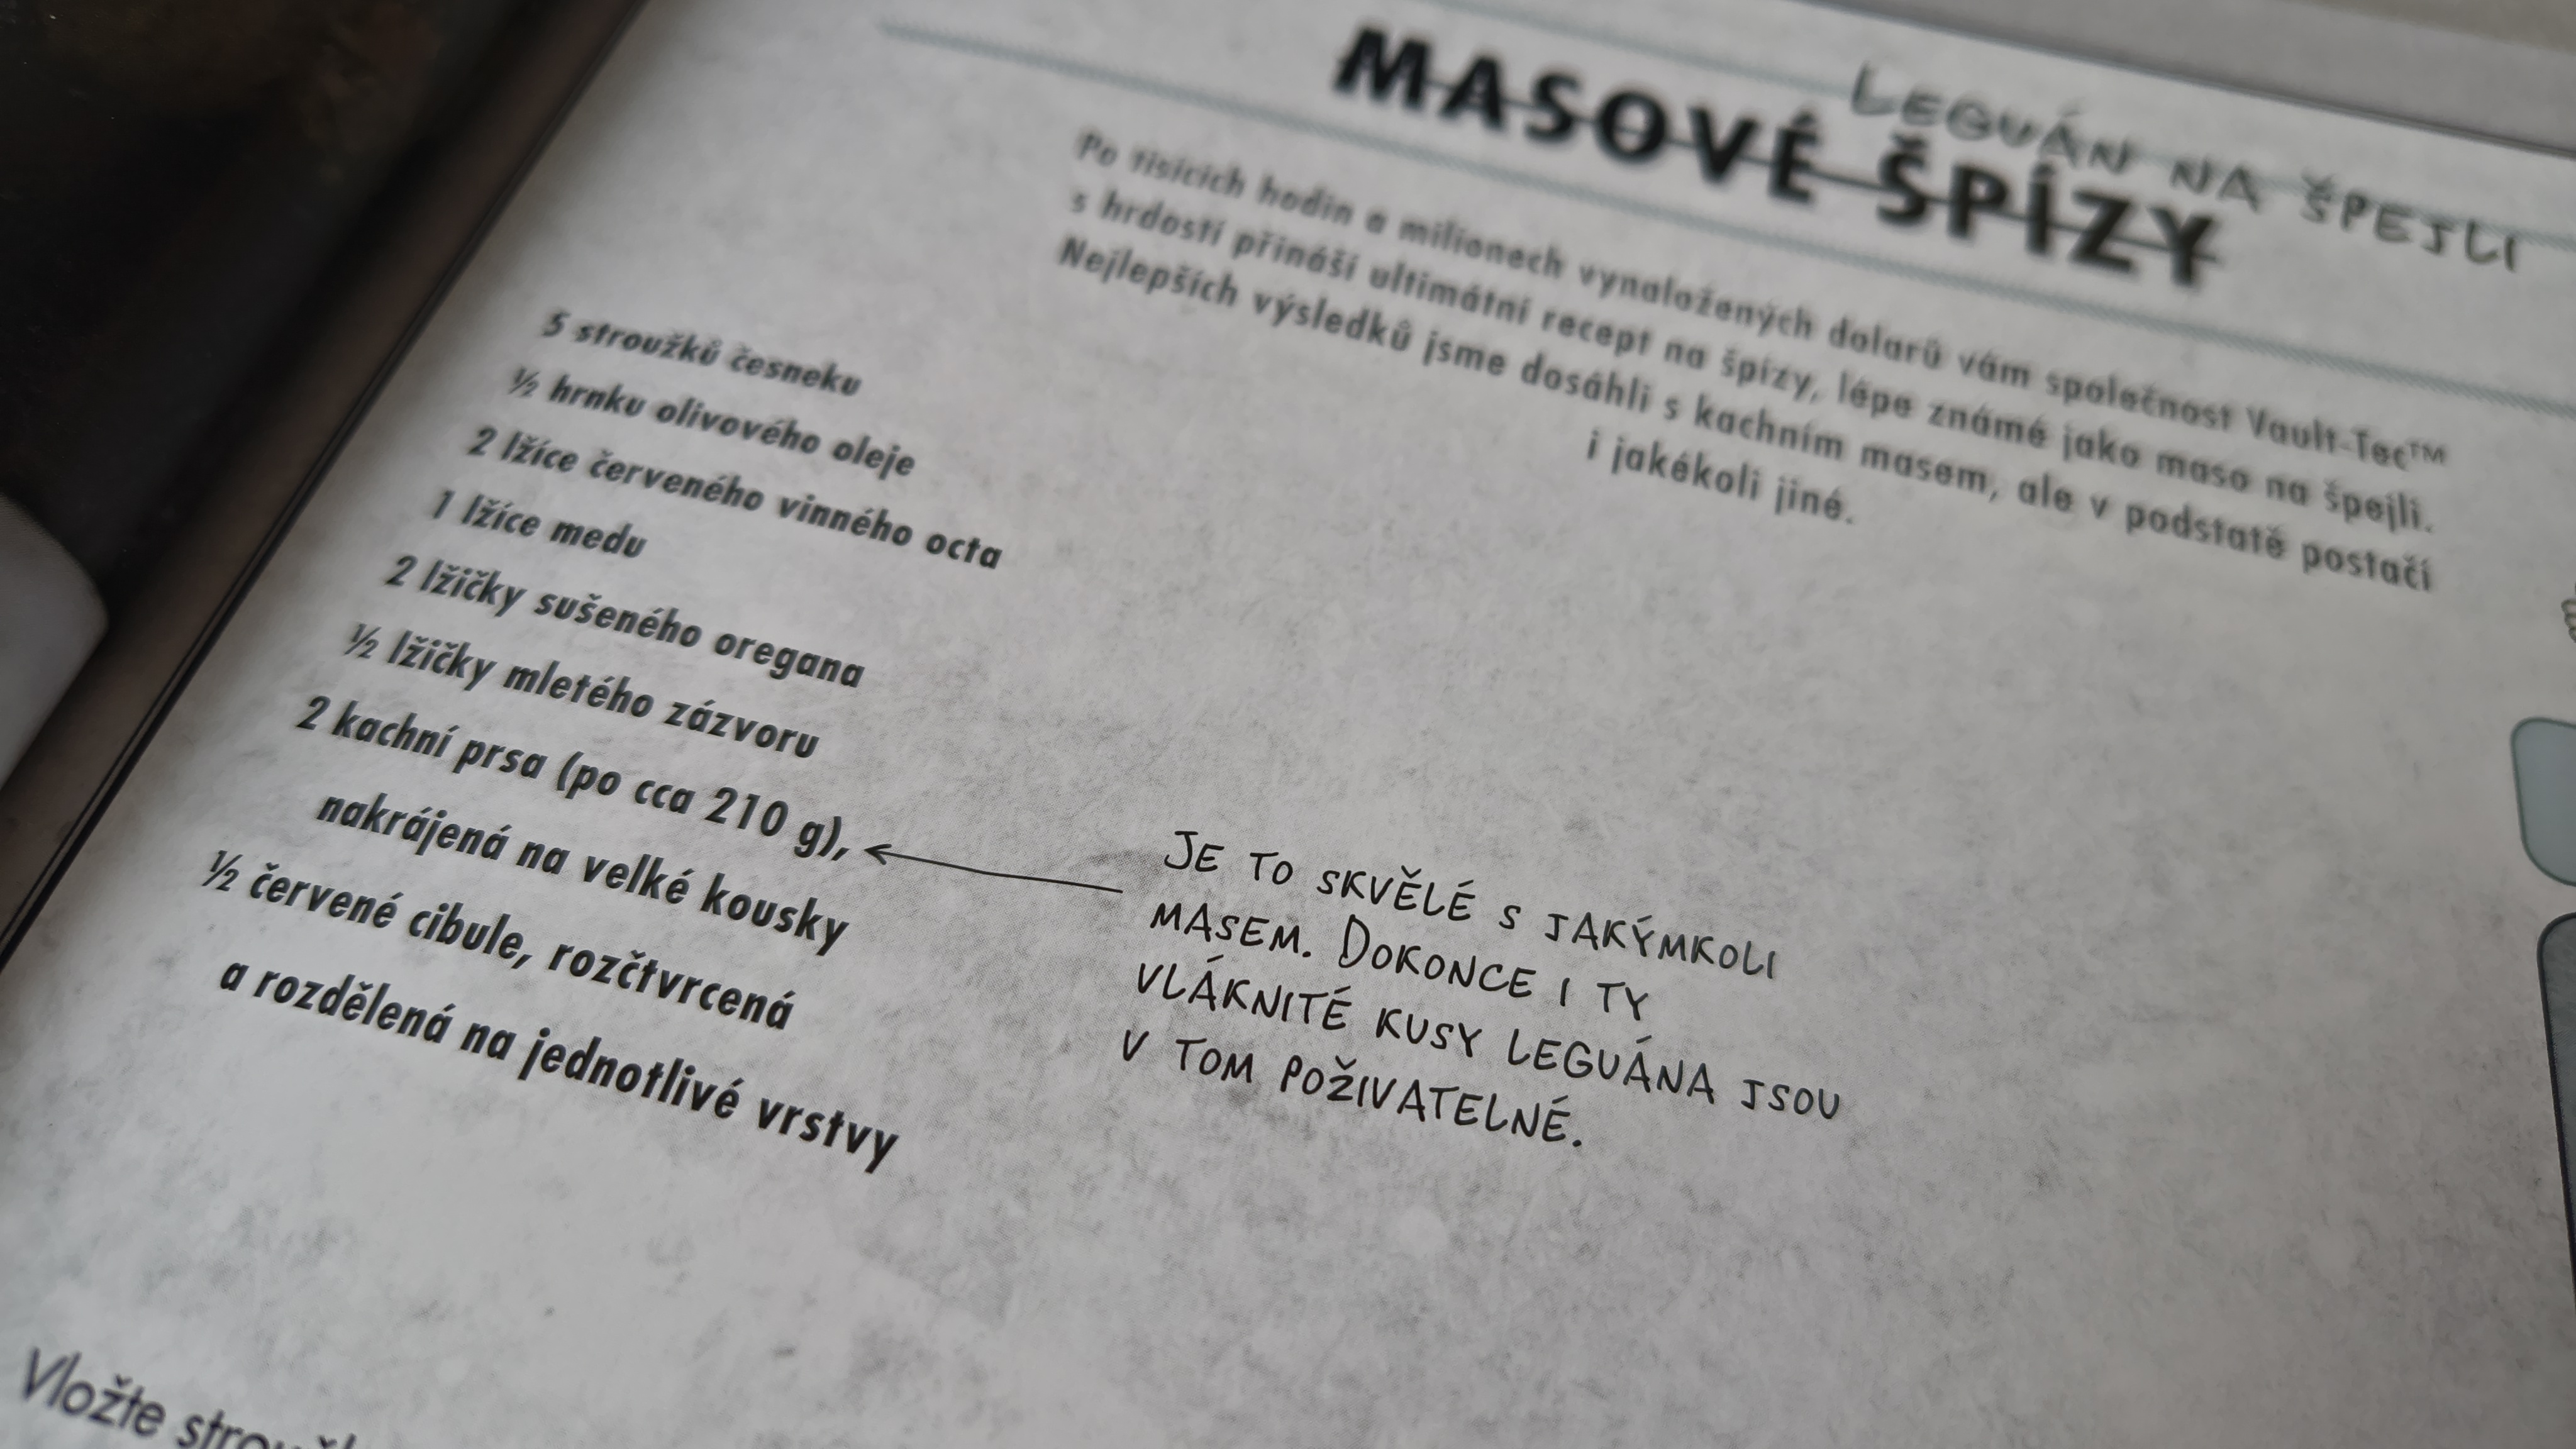 LEGUÁN NA ŠPEJLI
MASOVÉ ŠPÍZY
Po tisících hodin a milionech vynaložených dolarů vám společnost Vault-Tec™
s hrdostí přináší ultimátní recept na špízy, lépe známé jako maso na špejli.
Nejlepších výsledků jsme dosáhli s kachním masem, ale v podstatě postačí
i jakékoli jiné.
5 stroužků česneku
½ hrnku olivového oleje
2 lžíce červeného vinného octa
1 lžíce medu
2 lžičky sušeného oregana
½ lžičky mletého zázvoru
2 kachní prsa (po cca 210 g),
nakrájená na velké kousky
½ červené cibule, rozčtvrcená
a rozdělená na jednotlivé vrstvy
JE TO SKVĚLÉ S JAKÝMKOLI
MASEM. DOKONCE I TY
VLÁKNITÉ KUSY LEGUÁNA JSOU
V TOM POŽIVATELNÉ.
Vložte